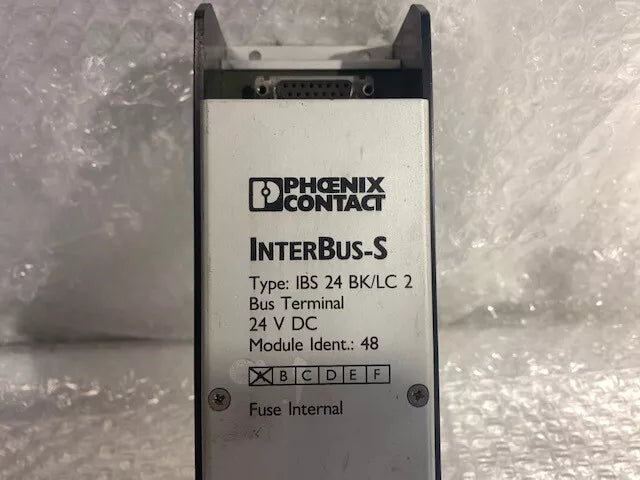 PHŒNIX
CONTACT
INTERBUS-S
Type: IBS 24 BK/LC 2
Bus Terminal
24 V DC
Module Ident.: 48
B C D E F
Fuse Internal